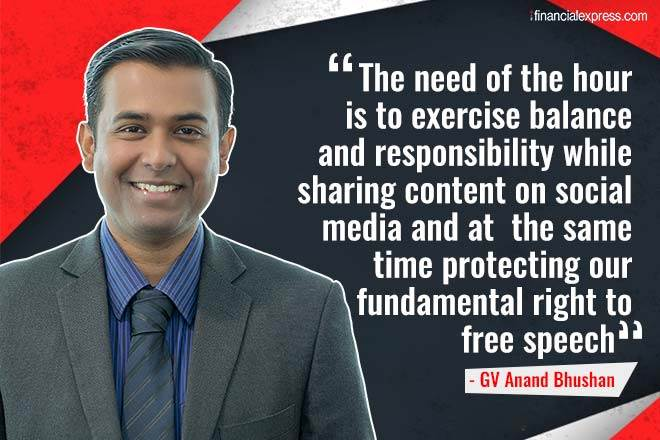 financialexpress.com
“The need of the hour
is to exercise balance
and responsibility while
sharing content on social
media and at the same
time protecting our
fundamental right to
free speech”
- GV Anand Bhushan